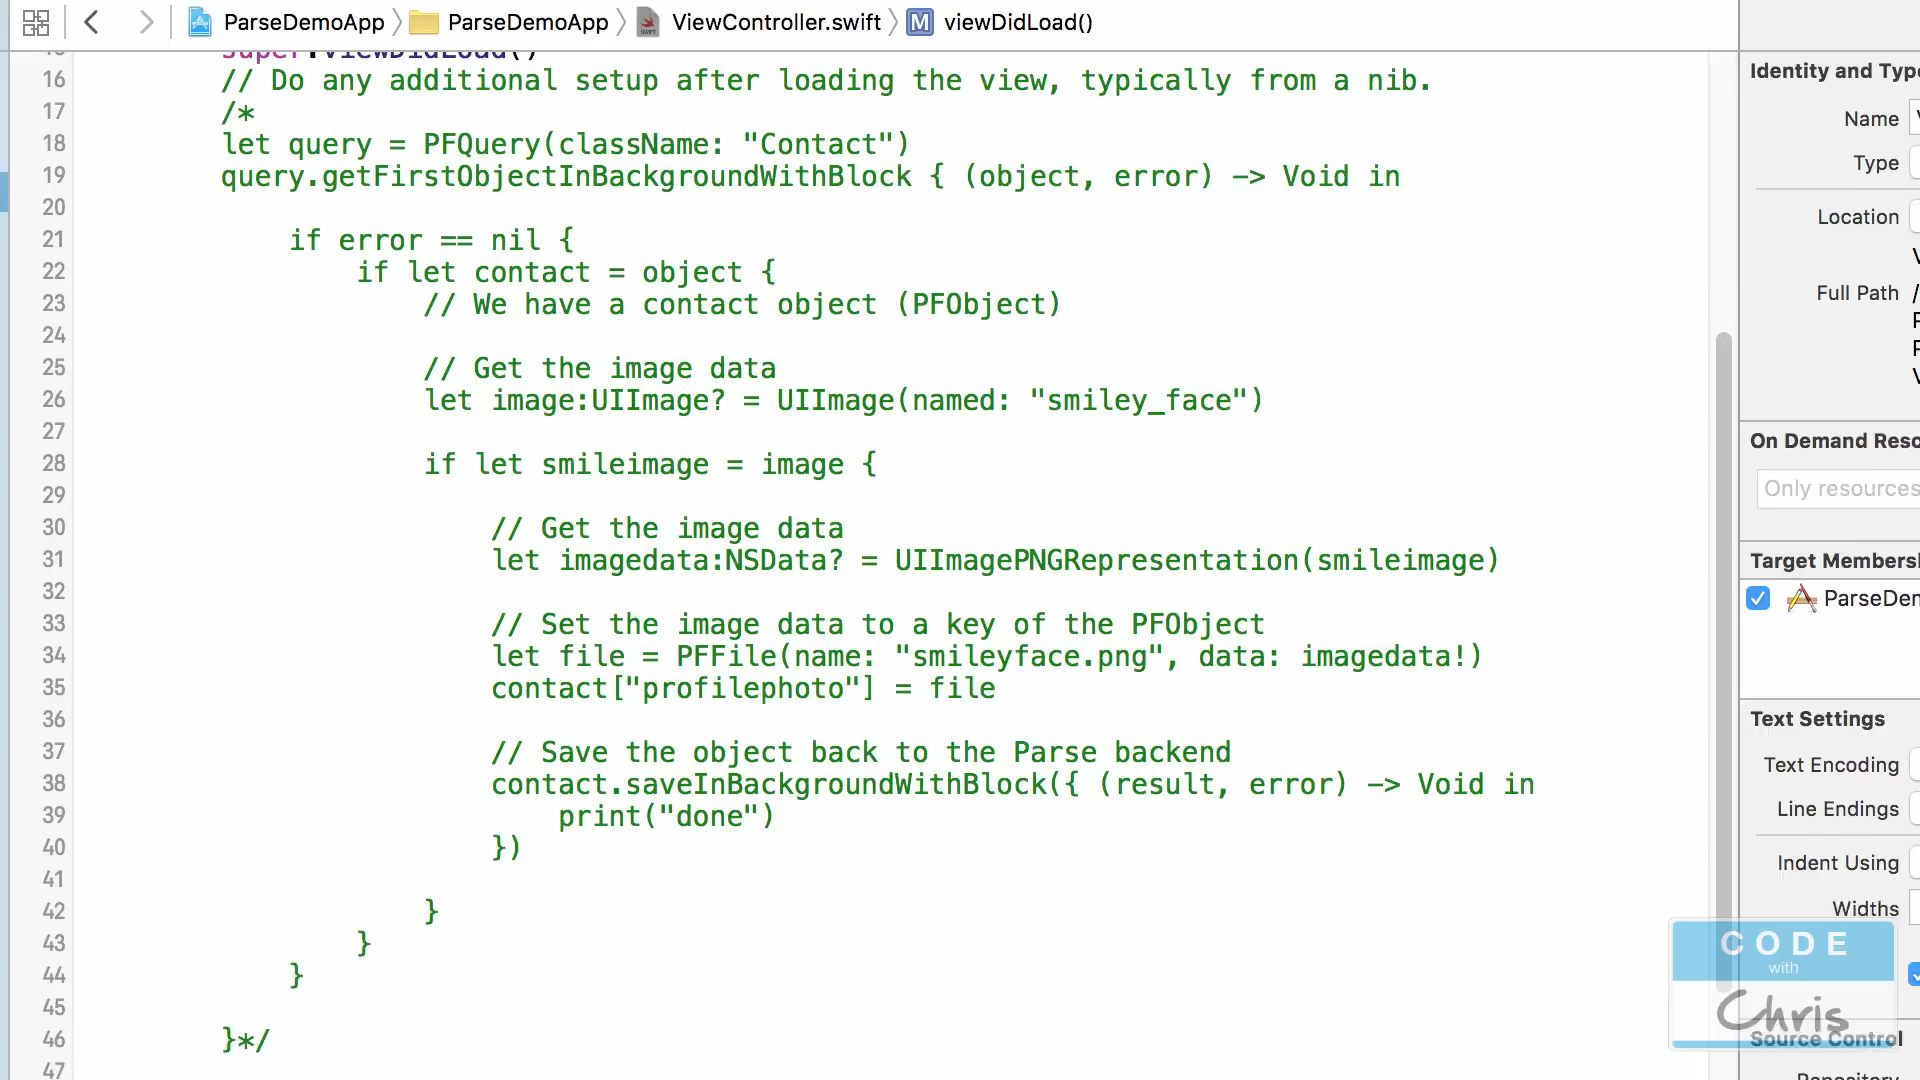 ParseDemoApp ParseDemoApp ViewController.swift M viewDidLoad()
super.viewDidLoad()
16 // Do any additional setup after loading the view, typically from a nib.
17 /*
18 let query = PFQuery(className: "Contact")
19 query.getFirstObjectInBackgroundWithBlock { (object, error) -> Void in
20
21 if error == nil {
22 if let contact = object {
23 // We have a contact object (PFObject)
24
25 // Get the image data
26 let image:UIImage? = UIImage(named: "smiley_face")
27
28 if let smileimage = image {
29
30 // Get the image data
31 let imagedata:NSData? = UIImagePNGRepresentation(smileimage)
32
33 // Set the image data to a key of the PFObject
34 let file = PFFile(name: "smileyface.png", data: imagedata!)
35 contact["profilephoto"] = file
36
37 // Save the object back to the Parse backend
38 contact.saveInBackgroundWithBlock({ (result, error) -> Void in
39 print("done")
40 })
41
42 }
43 }
44 }
45
46 }*/
47
Identity and Type
Name
Type
Location
Full Path /
On Demand Reso
Only resources
Target Members
ParseDem
Text Settings
Text Encoding
Line Endings
Indent Using
Widths
CODE
with
Chris
Source Control
Repository